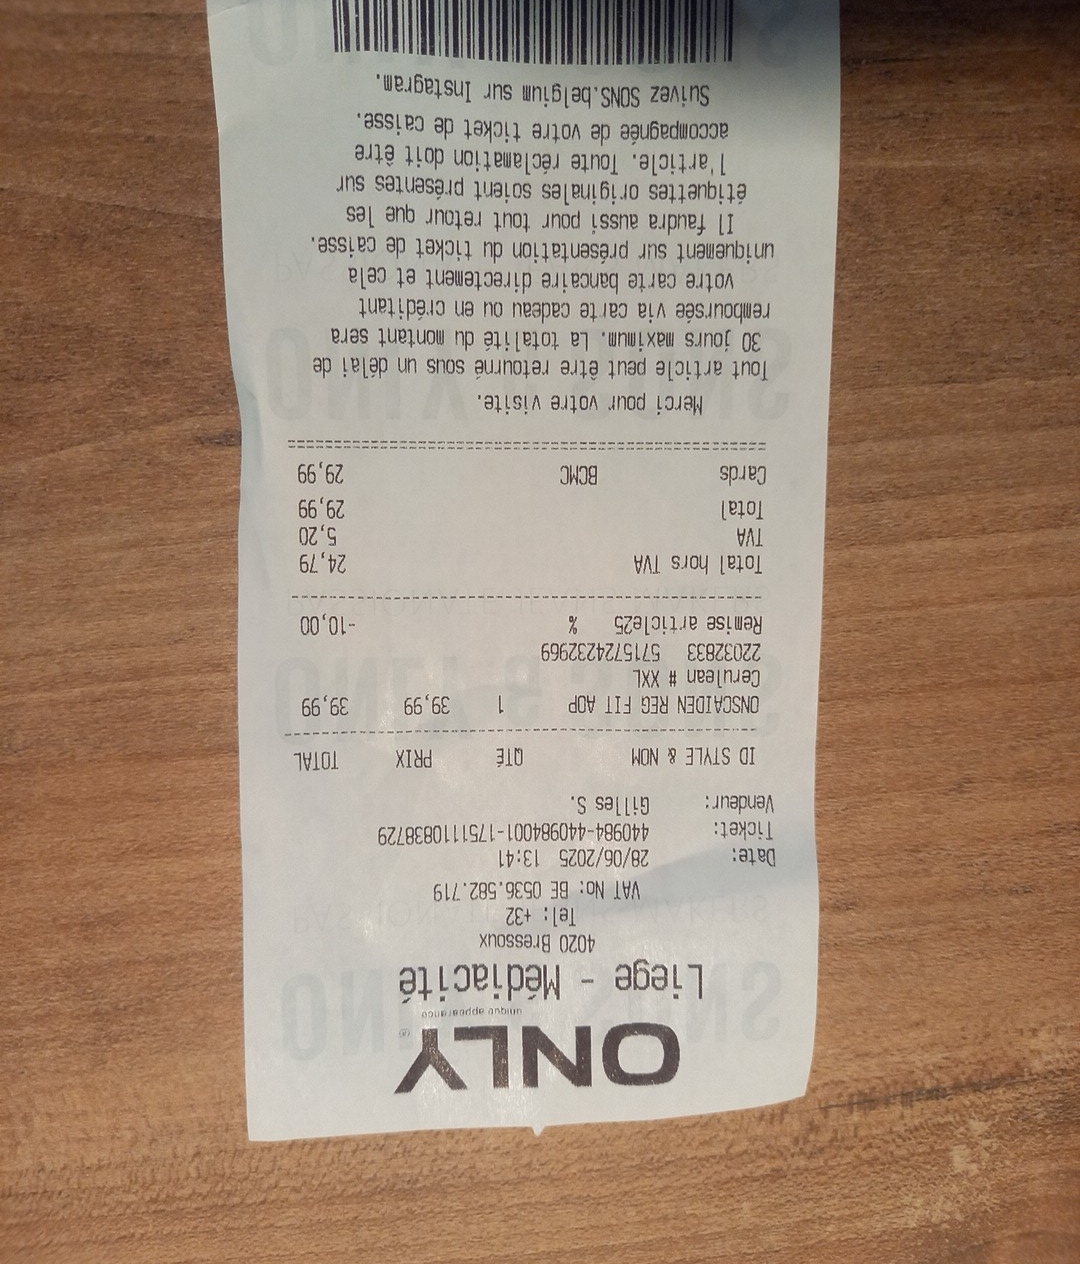 ONLY®
unique appearance
Liege - Médiacité
4020 Bressoux
Tel: +32
VAT No: BE 0536.582.719
Date: 28/06/2025 13:41
Ticket: 440984-440984001-1751110838729
Vendeur: Gilles S.
ID STYLE & NOM QTÉ PRIX TOTAL
ONSCAIDEN REG FIT AOP 1 39,99 39,99
Cerulean # XXL
22032833 5715724232969
Remise article25 % -10,00
Total hors TVA 24,79
TVA 5,20
Total 29,99
Cards BCMC 29,99
Merci pour votre visite.
Tout article peut être retourné sous un délai de
30 jours maximum. La totalité du montant sera
remboursée via carte cadeau ou en créditant
votre carte bancaire directement et cela
uniquement sur présentation du ticket de caisse.
Il faudra aussi pour tout retour que les
étiquettes originales soient présentes sur
l'article. Toute réclamation doit être
accompagnée de votre ticket de caisse.
Suivez SONS.belgium sur Instagram.